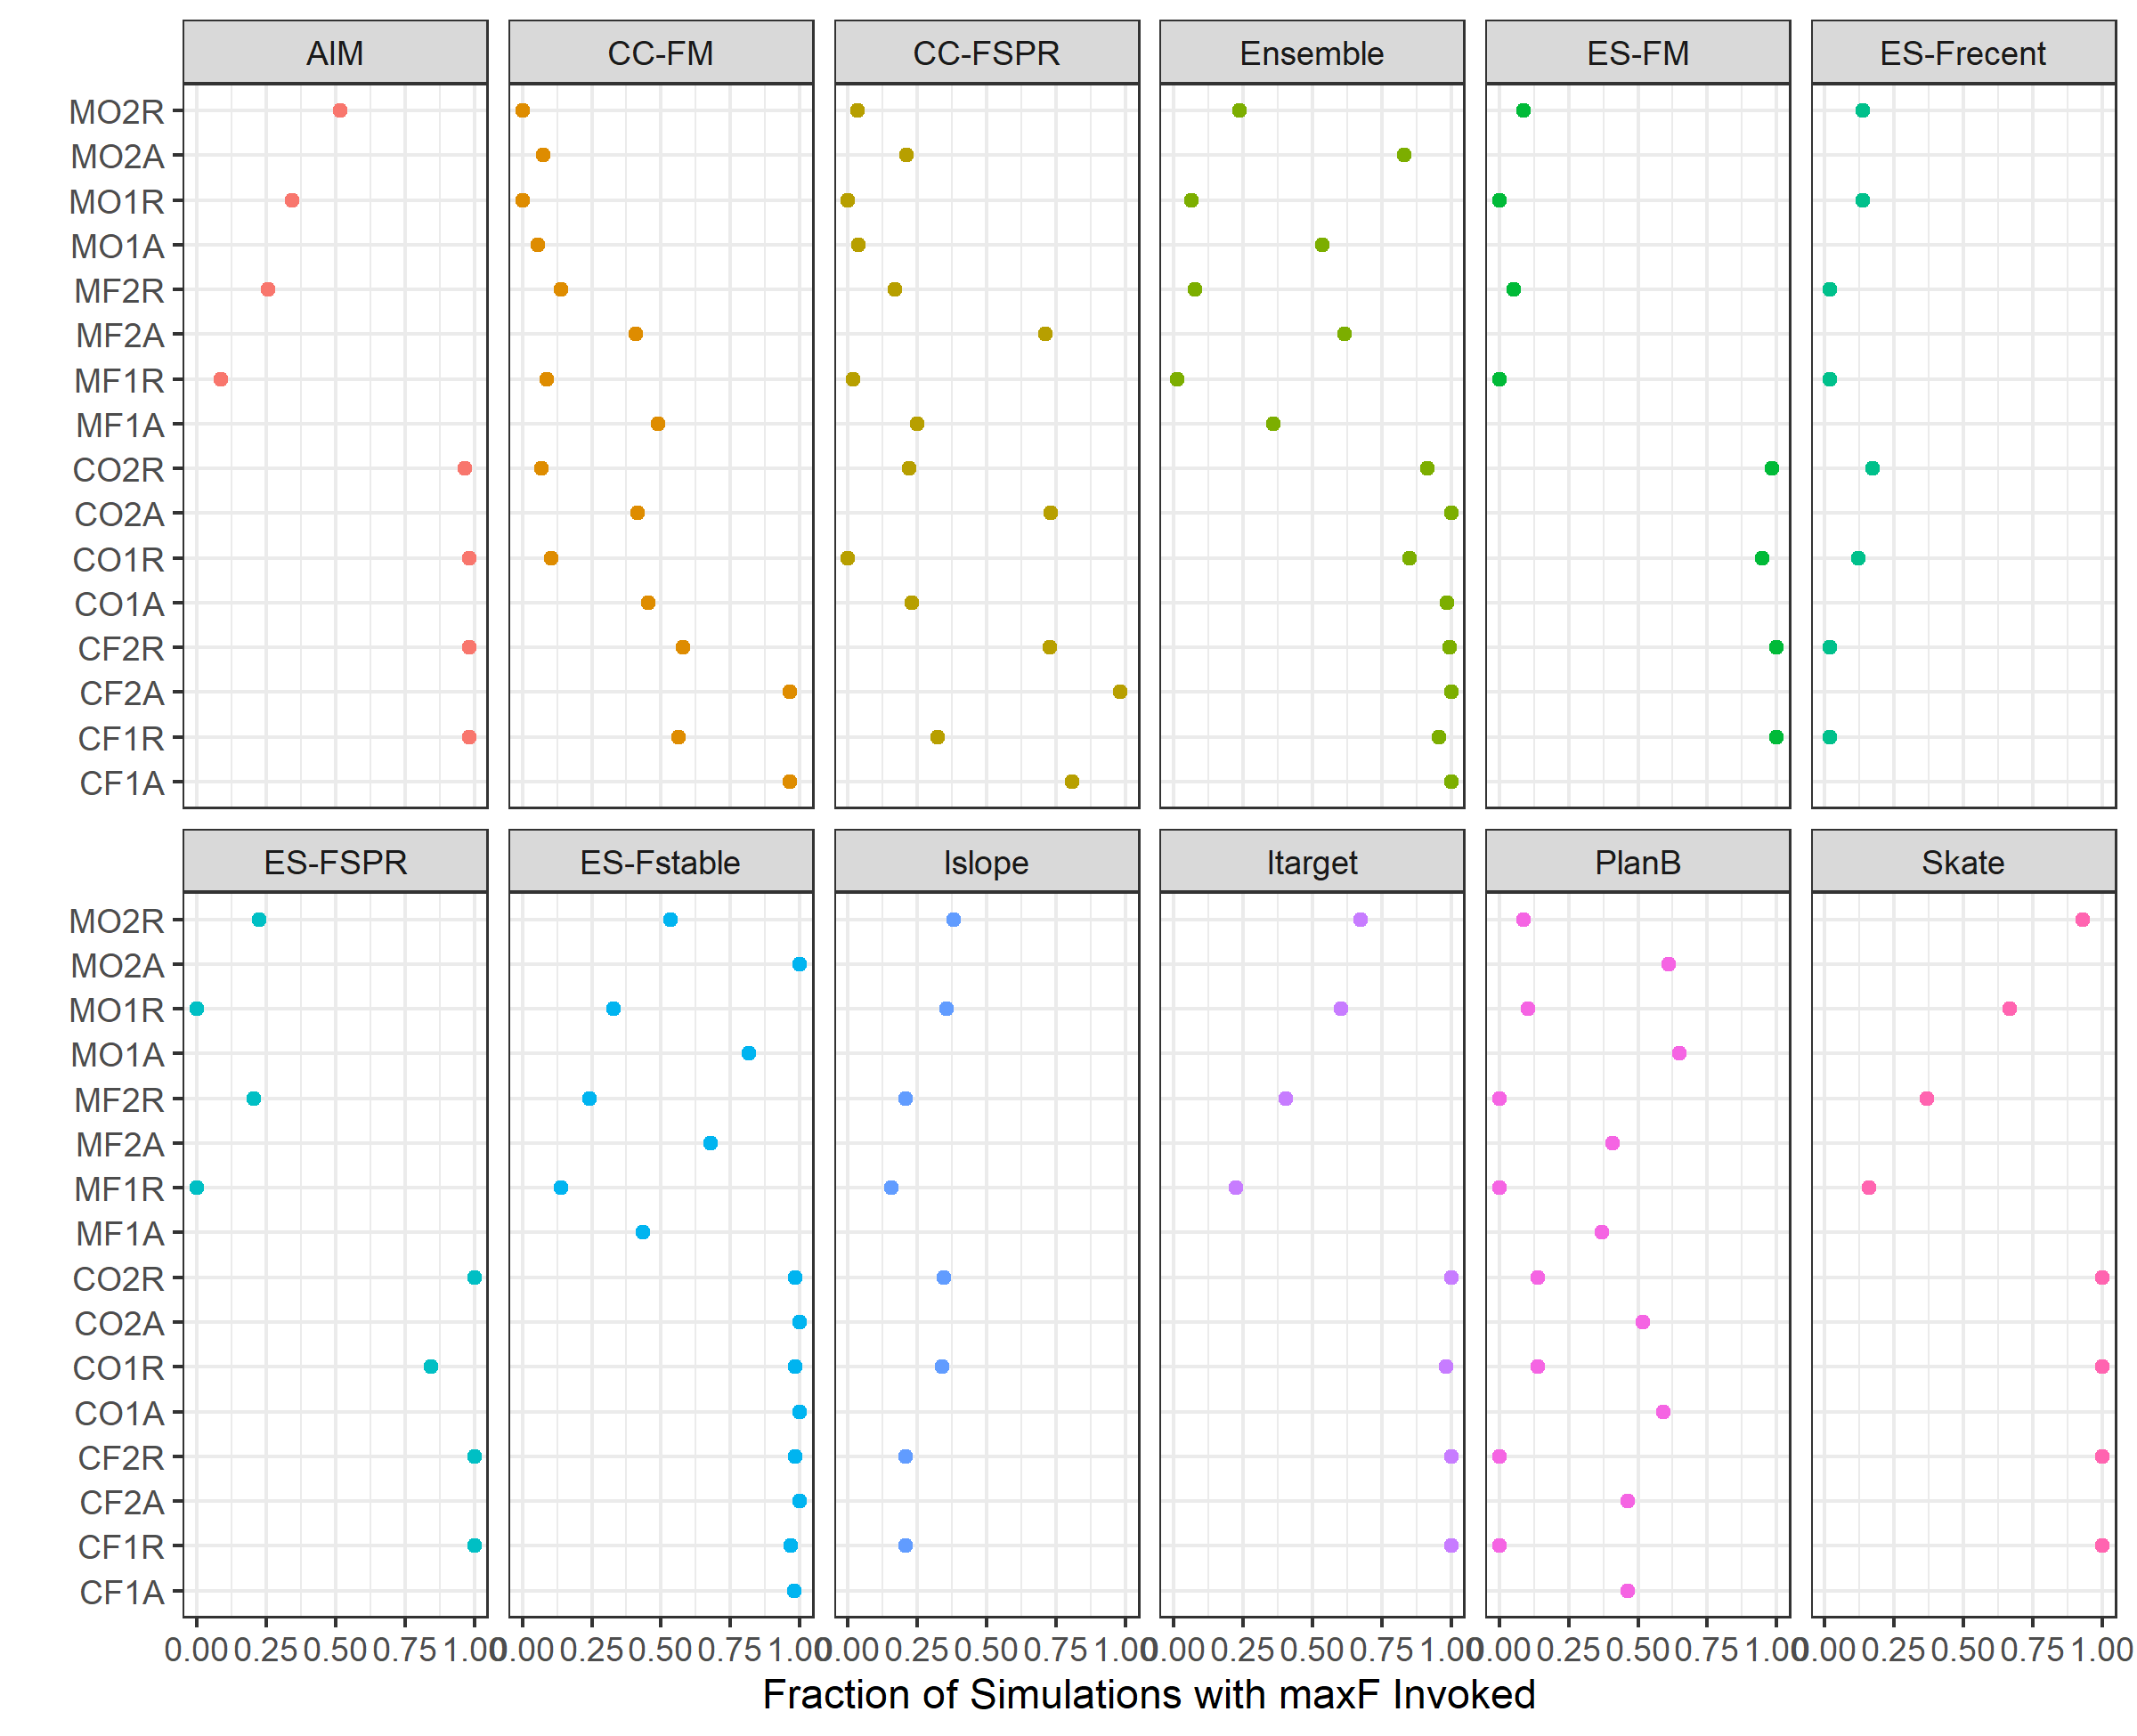 AIM CC-FM CC-FSPR Ensemble ES-FM ES-Frecent
MO2R
MO2A
MO1R
MO1A
MF2R
MF2A
MF1R
MF1A
CO2R
CO2A
CO1R
CO1A
CF2R
CF2A
CF1R
CF1A
ES-FSPR ES-Fstable Islope Itarget PlanB Skate
MO2R
MO2A
MO1R
MO1A
MF2R
MF2A
MF1R
MF1A
CO2R
CO2A
CO1R
CO1A
CF2R
CF2A
CF1R
CF1A
0.00 0.25 0.50 0.75 1.00 0.00 0.25 0.50 0.75 1.00 0.00 0.25 0.50 0.75 1.00 0.00 0.25 0.50 0.75 1.00 0.00 0.25 0.50 0.75 1.00 0.00 0.25 0.50 0.75 1.00
Fraction of Simulations with maxF Invoked